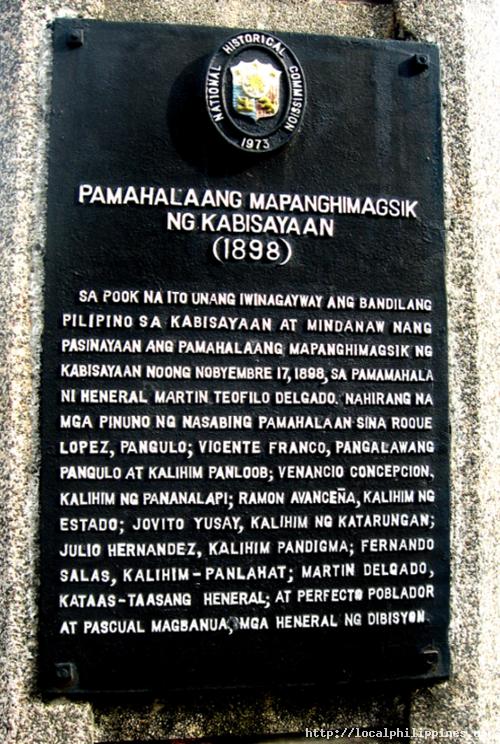 NATIONAL HISTORICAL COMMISSION
1973
PAMAHALAANG MAPANGHIMAGSIK
NG KABISAYAAN
(1898)
SA POOK NA ITO UNANG IWINAGAYWAY ANG BANDILANG
PILIPINO SA KABISAYAAN AT MINDANAW NANG
PASINAYAAN ANG PAMAHALAANG MAPANGHIMAGSIK NG
KABISAYAAN NOONG NOBYEMBRE 17, 1898, SA PAMAMAHALA
NI HENERAL MARTIN TEOFILO DELGADO. NAHIRANG NA
MGA PINUNO NG NASABING PAMAHALAAN SINA ROQUE
LOPEZ, PANGULO; VICENTE FRANCO, PANGALAWANG
PANGULO AT KALIHIM PANLOOB; VENANCIO CONCEPCION,
KALIHIM NG PANANALAPI; RAMON AVANCEÑA, KALIHIM NG
ESTADO; JOVITO YUSAY, KALIHIM NG KATARUNGAN;
JULIO HERNANDEZ, KALIHIM PANDIGMA; FERNANDO
SALAS, KALIHIM-PANLAHAT; MARTIN DELGADO,
KATAAS-TAASANG HENERAL; AT PERFECTO POBLADOR
AT PASCUAL MAGBANUA, MGA HENERAL NG DIBISYON.
http://localphilippines.ne